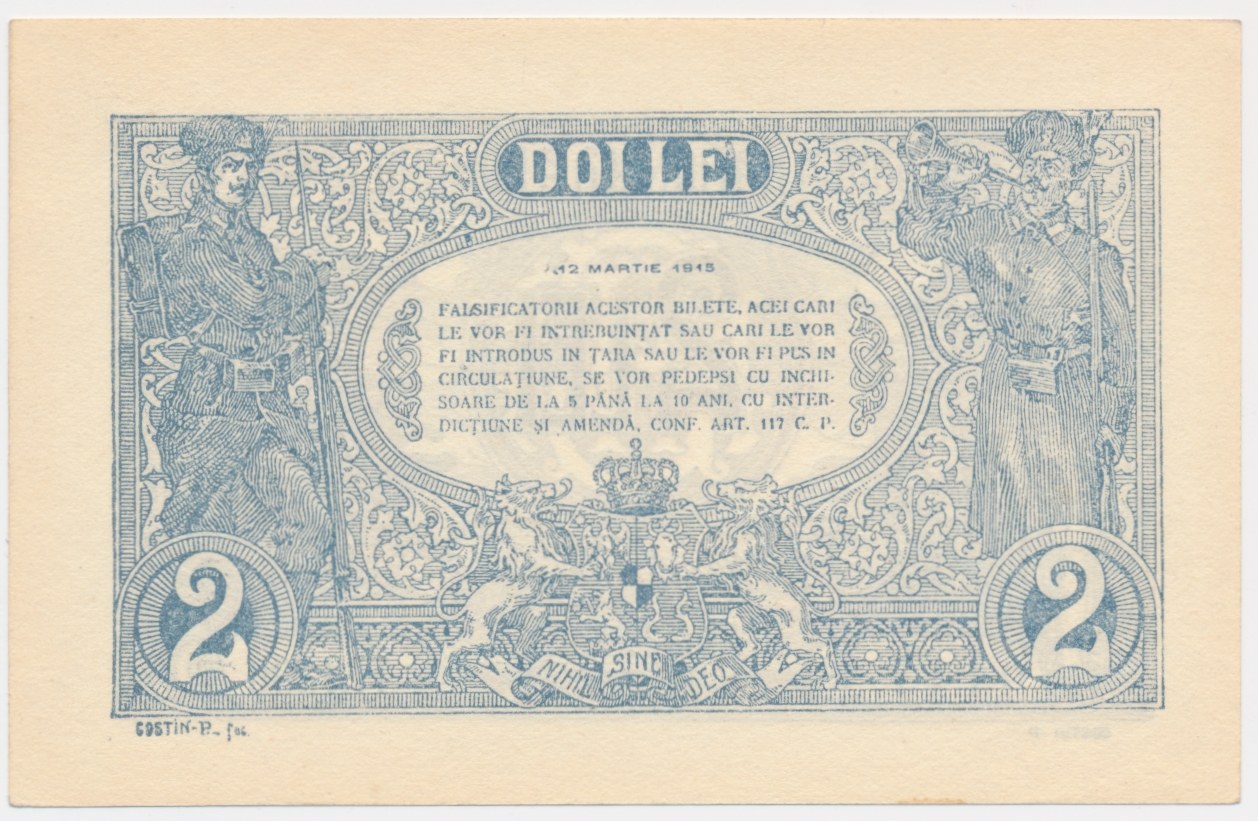 DOI LEI
12 MARTIE 1915
FALSIFICATORII ACESTOR BILETE, ACEI CARI
LE VOR FI INTREBUINȚAT SAU CARI LE VOR
FI INTRODUS IN ȚARA SAU LE VOR FI PUS IN
CIRCULAȚIUNE, SE VOR PEDEPSI CU INCHI-
SOARE DE LA 5 PÂNĂ LA 10 ANI, CU INTER-
DICȚIUNE ȘI AMENDĂ, CONF. ART. 117 C. P.
2
2
NIHIL SINE DEO
COSTIN-P. foc.